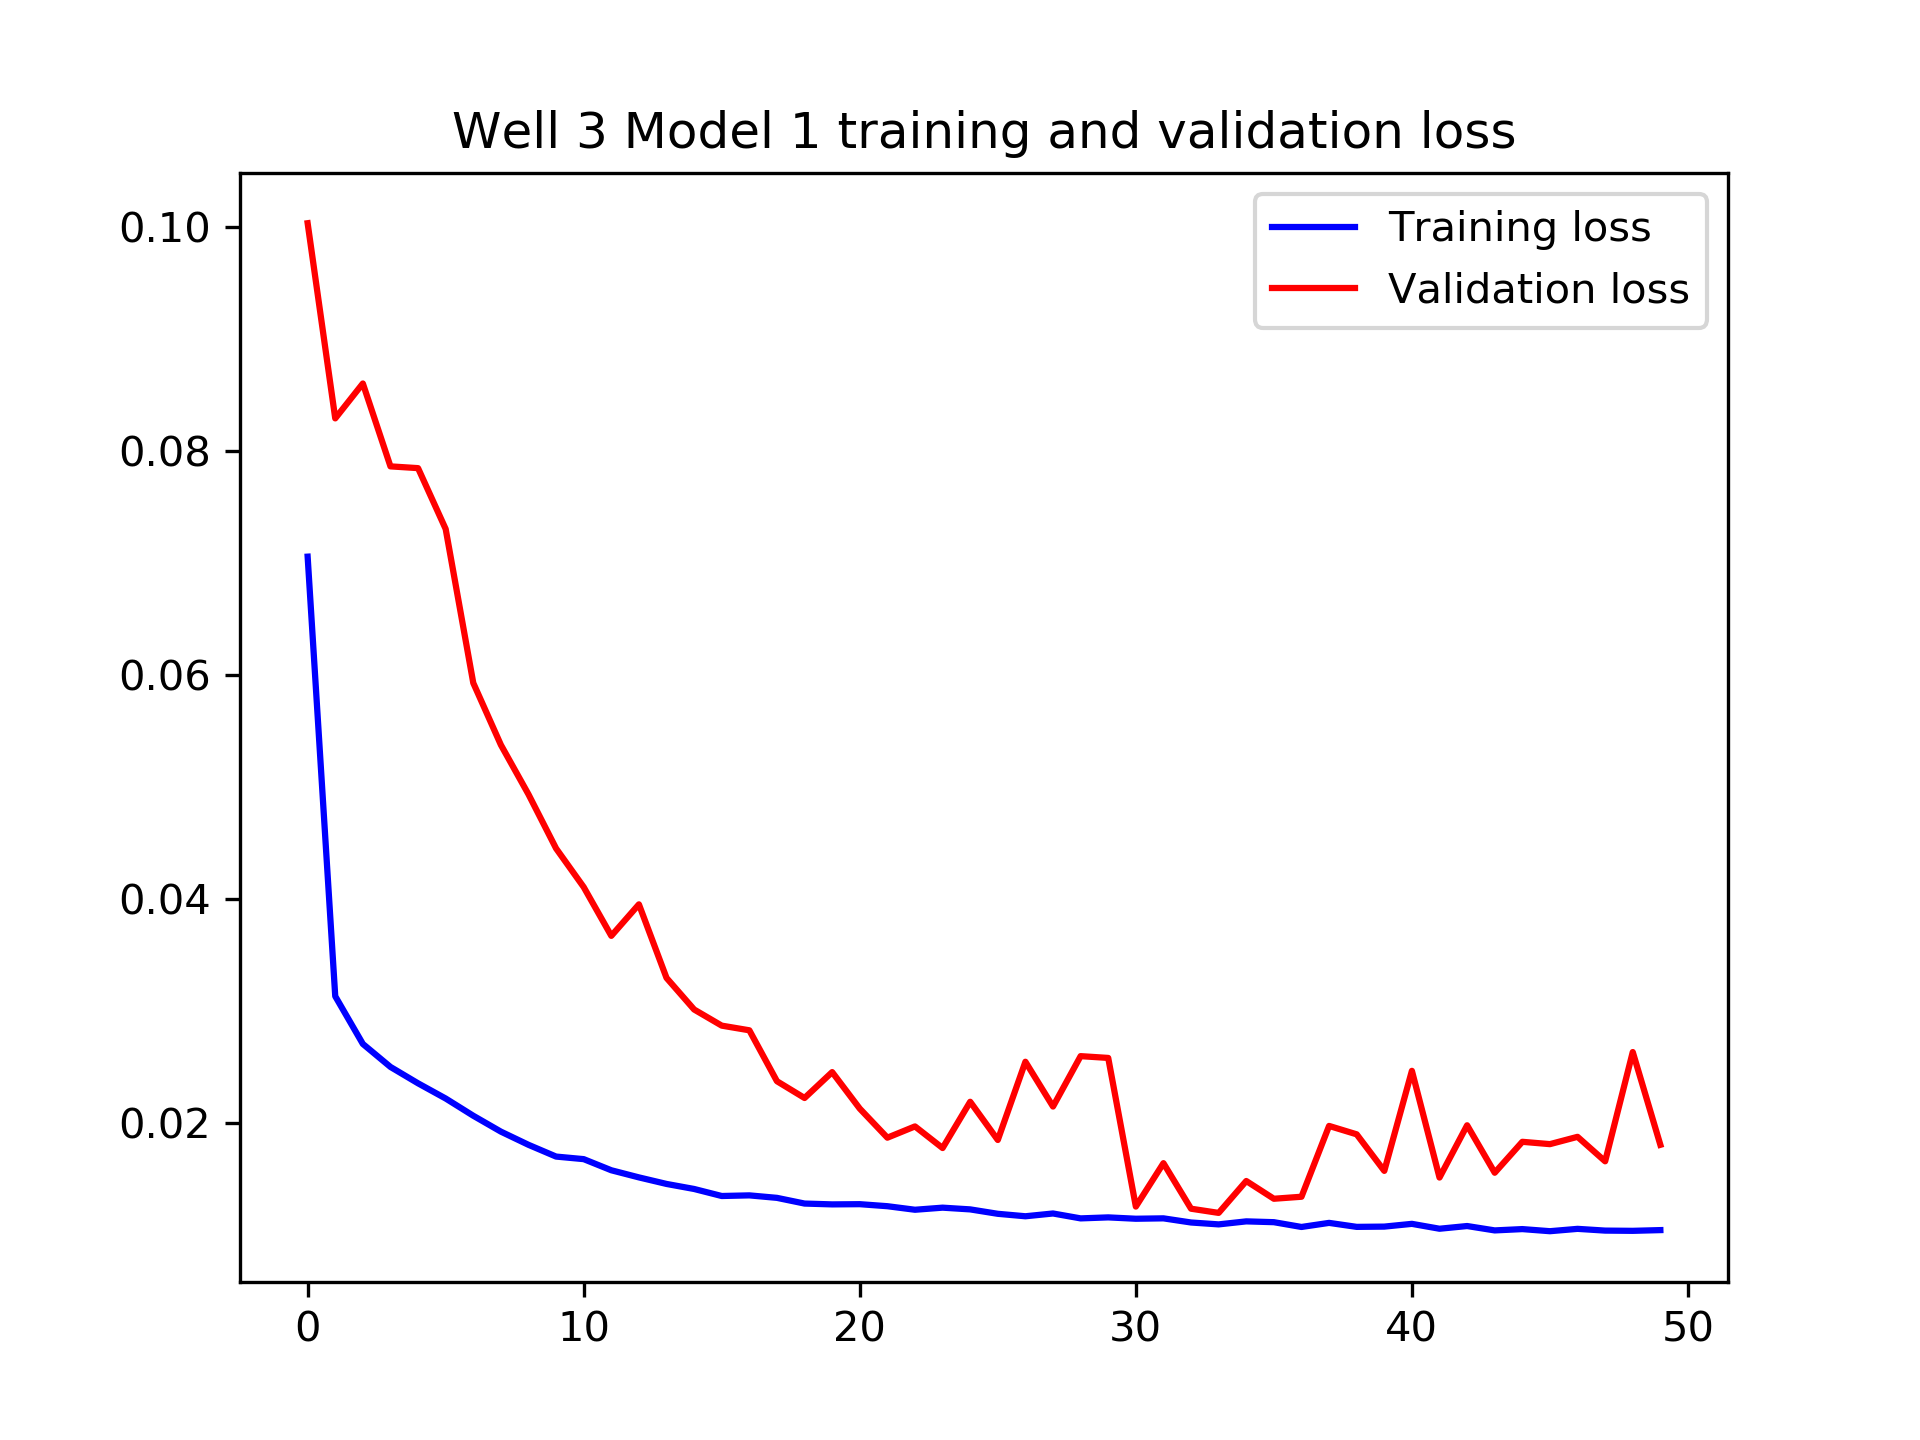 Well 3 Model 1 training and validation loss
Training loss
Validation loss
0.10
0.08
0.06
0.04
0.02
0 10 20 30 40 50